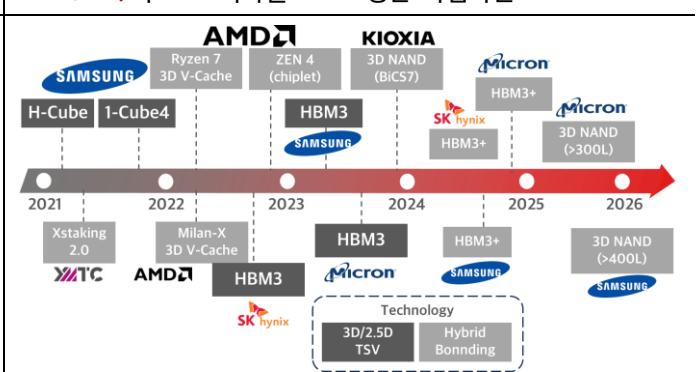 AMD
KIOXIA
SAMSUNG
Ryzen 7
3D V-Cache
ZEN 4
(chiplet)
3D NAND
(BiCS7)
Micron
HBM3+
H-Cube
1-Cube4
HBM3
SAMSUNG
SK hynix
HBM3+
Micron
3D NAND
(>300L)
2021
2022
2023
2024
2025
2026
Xstaking
2.0
YMTC
Milan-X
3D V-Cache
AMD
HBM3
SK hynix
HBM3
Micron
HBM3+
SAMSUNG
3D NAND
(>400L)
SAMSUNG
Technology
3D/2.5D
TSV
Hybrid
Bonnding